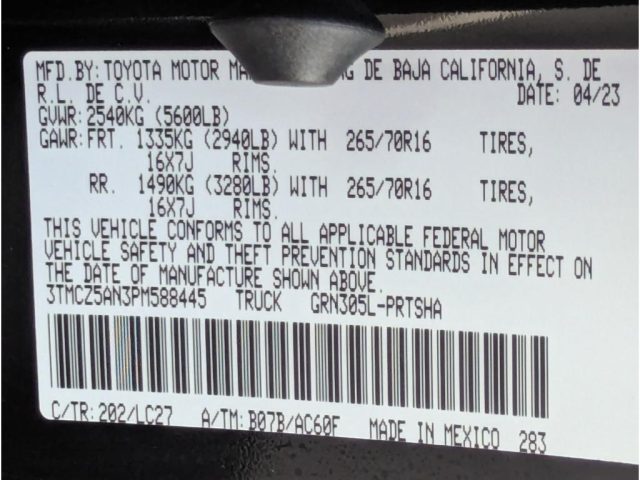 MFD.BY: TOYOTA MOTOR DE BAJA CALIFORNIA, S. DE
R.L. DE C.V. DATE: 04/23
GVWR: 2540KG (5600LB)
GAWR: FRT. 1335KG (2940LB) WITH 265/70R16 TIRES,
16X7J RIMS.
RR. 1490KG (3280LB) WITH 265/70R16 TIRES,
16X7J RIMS.
THIS VEHICLE CONFORMS TO ALL APPLICABLE FEDERAL MOTOR
VEHICLE SAFETY AND THEFT PREVENTION STANDARDS IN EFFECT ON
THE DATE OF MANUFACTURE SHOWN ABOVE.
3TMCZ5AN3PM588445 TRUCK GRN305L-PRTSHA
C/TR: 202/LC27 A/TM: B07B/AC60F MADE IN MEXICO 283